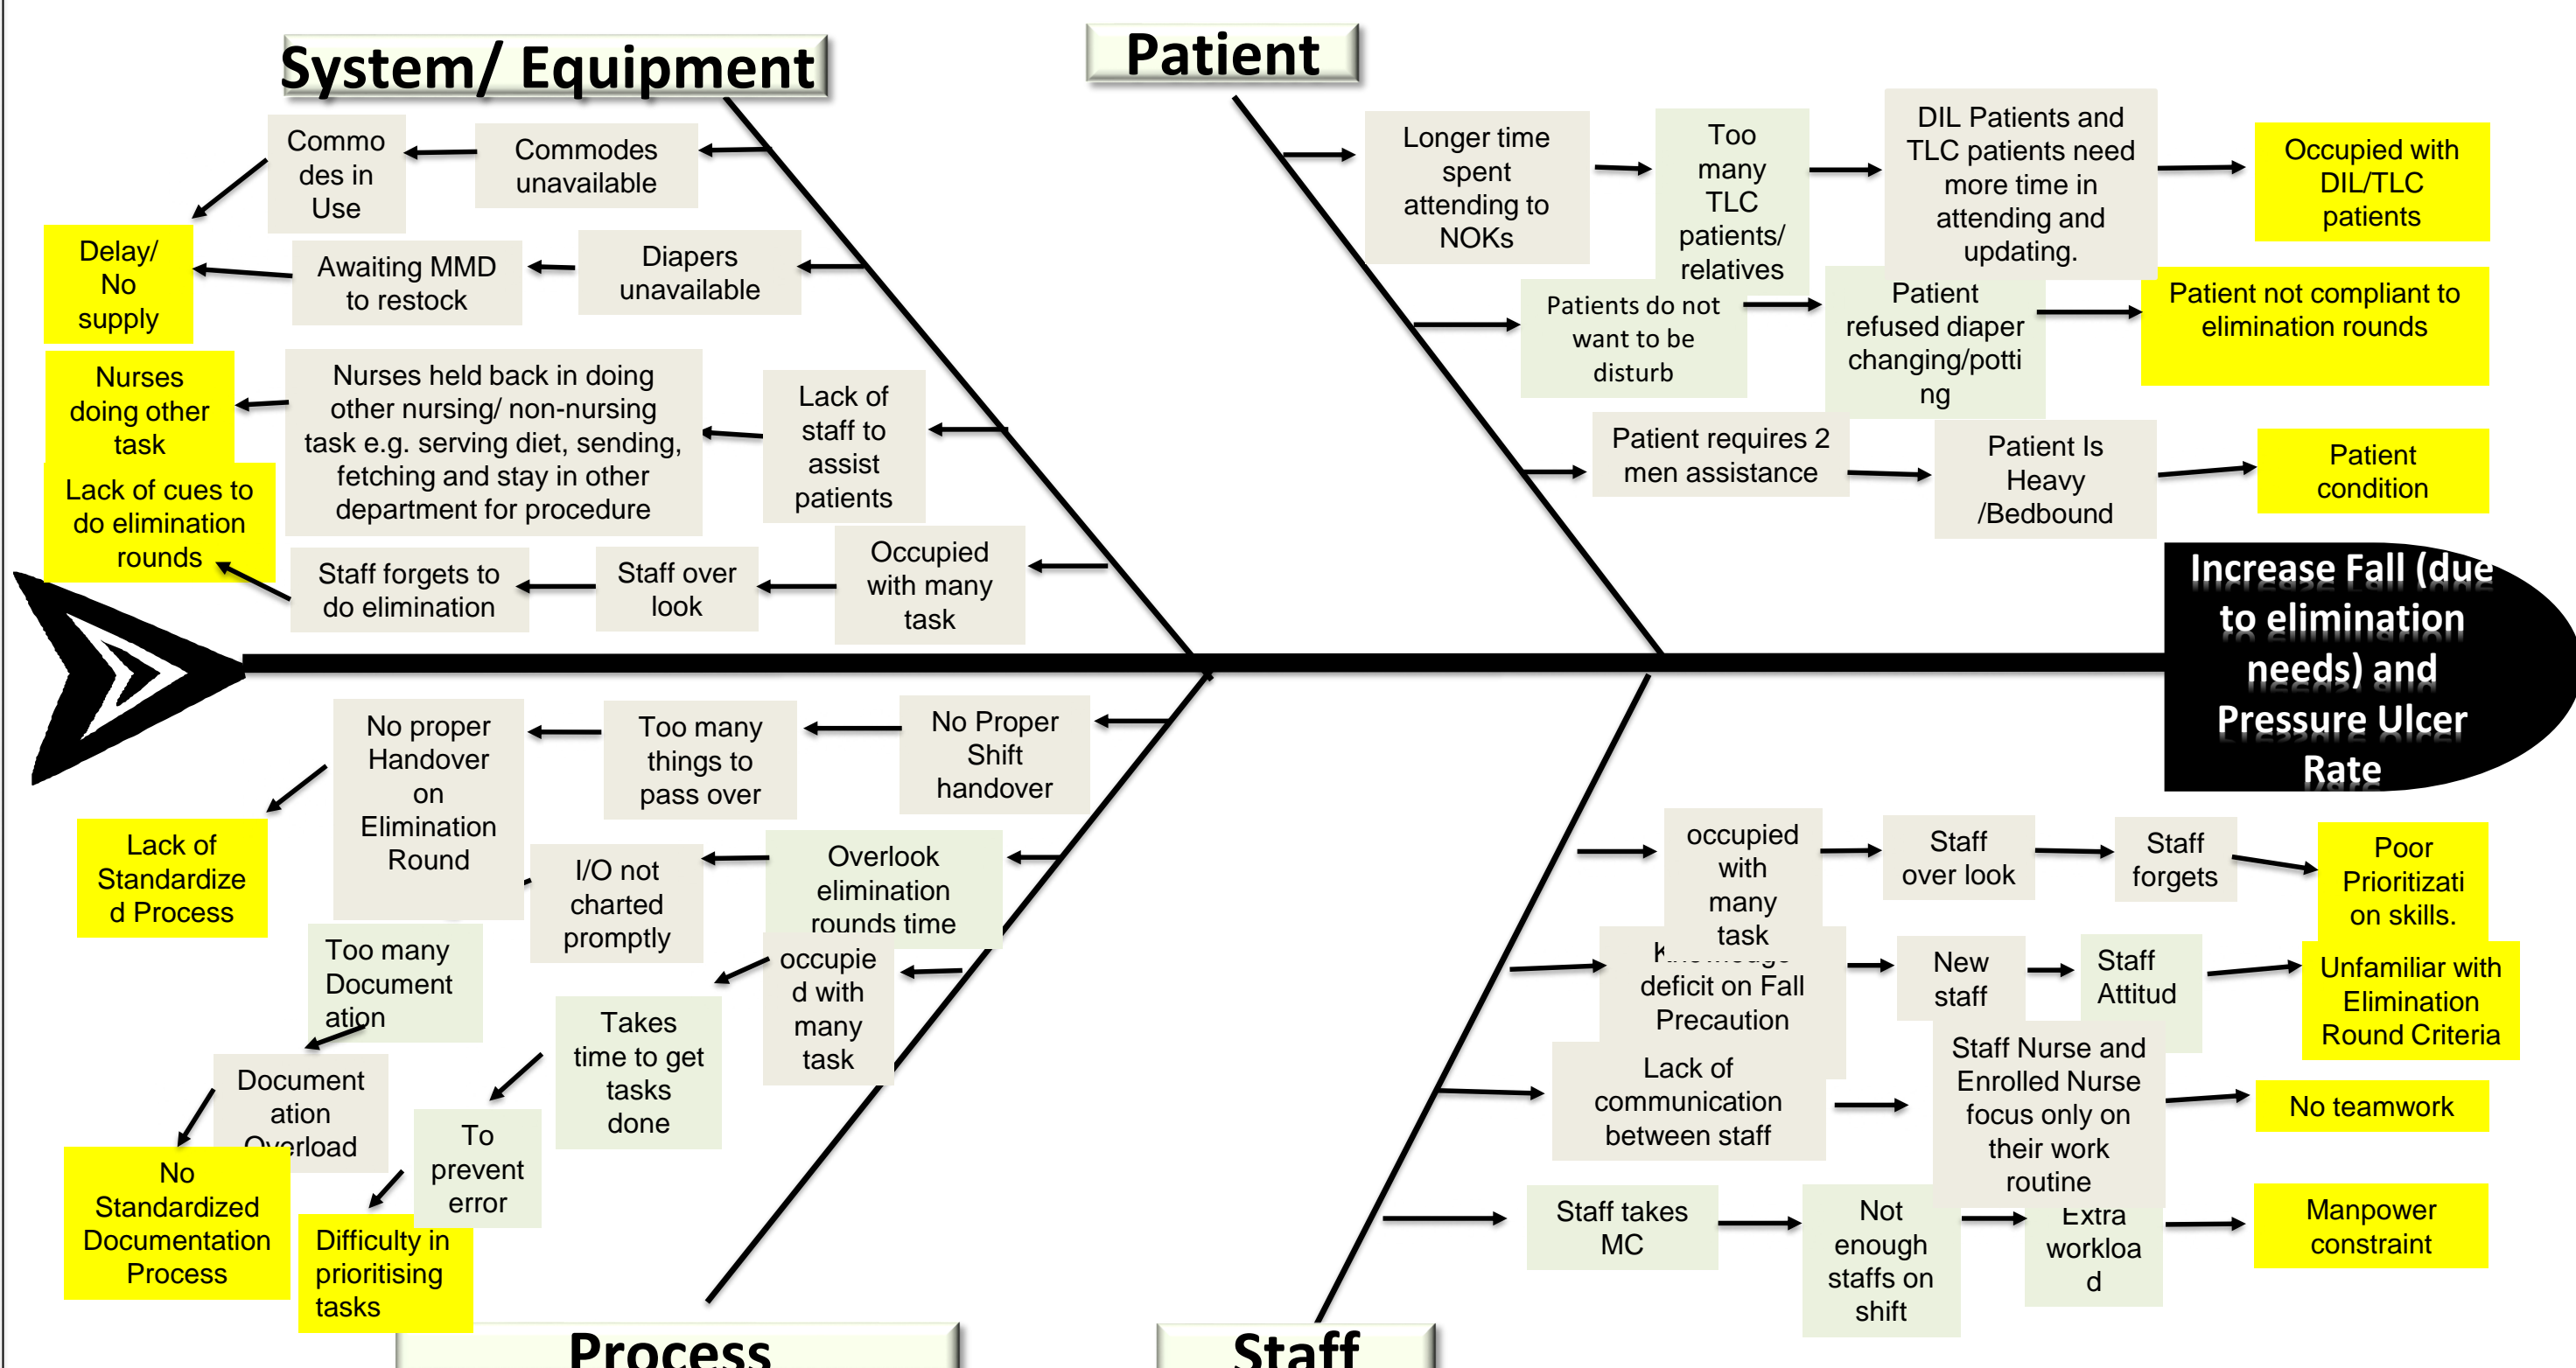 System/ Equipment
Patient
Commo
des in
Use
Commodes
unavailable
Delay/
No
supply
Awaiting MMD
to restock
Diapers
unavailable
Nurses
doing other
task
Nurses held back in doing
other nursing/ non-nursing
task e.g. serving diet, sending,
fetching and stay in other
department for procedure
Lack of
staff to
assist
patients
Lack of cues to
do elimination
rounds
Staff forgets to
do elimination
Staff over
look
Occupied
with many
task
Longer time
spent
attending to
NOKs
Too
many
TLC
patients/
relatives
DIL Patients and
TLC patients need
more time in
attending and
updating.
Occupied with
DIL/TLC
patients
Patients do not
want to be
disturb
Patient
refused diaper
changing/potti
ng
Patient not compliant to
elimination rounds
Patient requires 2
men assistance
Patient Is
Heavy
/Bedbound
Patient
condition
Increase Fall (due
to elimination
needs) and
Pressure Ulcer
Rate
No proper
Handover
on
Elimination
Round
Too many
things to
pass over
No Proper
Shift
handover
Lack of
Standardize
d Process
I/O not
charted
promptly
Overlook
elimination
rounds time
Too many
Document
ation
occupie
d with
many
task
Takes
time to get
tasks
done
Document
ation
Overload
To
prevent
error
No
Standardized
Documentation
Process
Difficulty in
prioritising
tasks
occupied
with
many
task
Staff
over look
Staff
forgets
Poor
Prioritizati
on skills.
Knowledge
deficit on Fall
Precaution
New
staff
Staff
Attitud
Unfamiliar with
Elimination
Round Criteria
Lack of
communication
between staff
Staff Nurse and
Enrolled Nurse
focus only on
their work
routine
No teamwork
Staff takes
MC
Not
enough
staffs on
shift
Extra
workloa
d
Manpower
constraint
Process
Staff